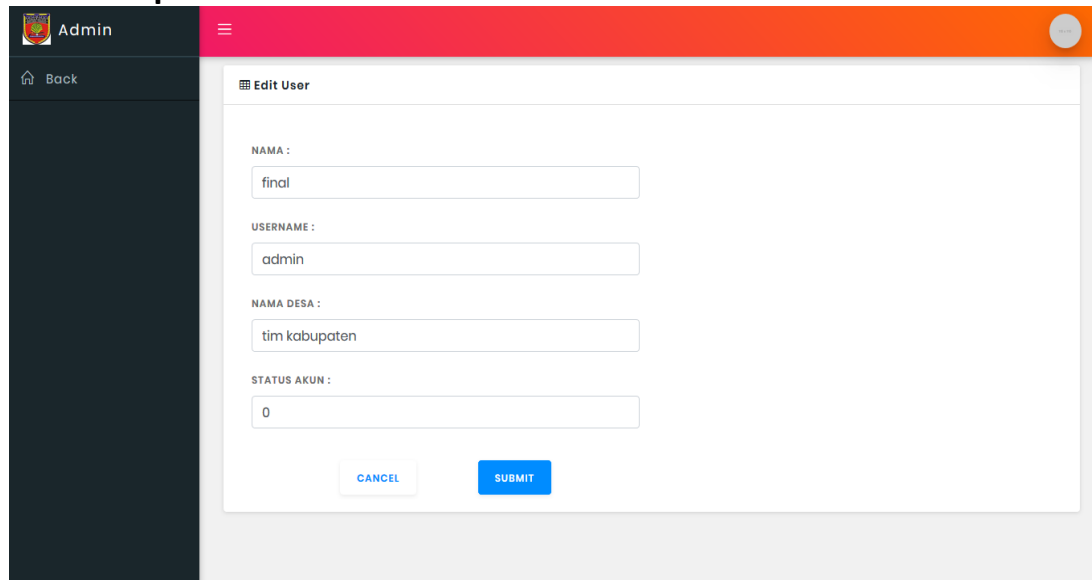 Admin
Back
Edit User
NAMA :
final
USERNAME :
admin
NAMA DESA :
tim kabupaten
STATUS AKUN :
0
CANCEL
SUBMIT